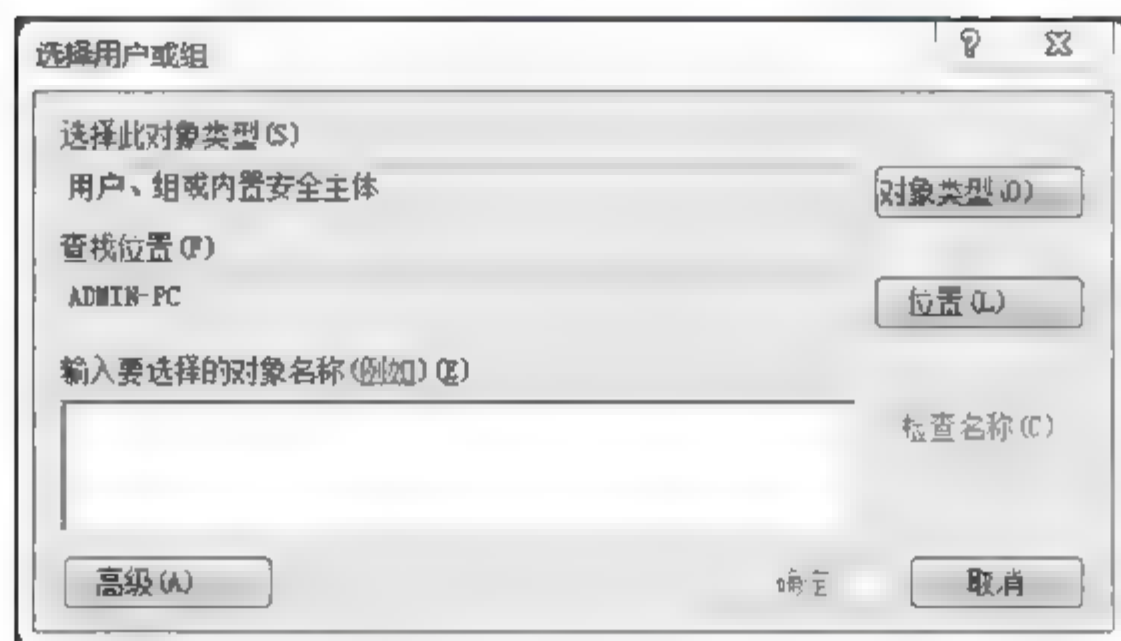 选择用户或组
选择此对象类型(S)
用户、组或内置安全主体
对象类型(O)
查找位置(F)
ADMIN-PC
位置(L)
输入要选择的对象名称(例如)(E)
检查名称(C)
高级(A)
确定
取消